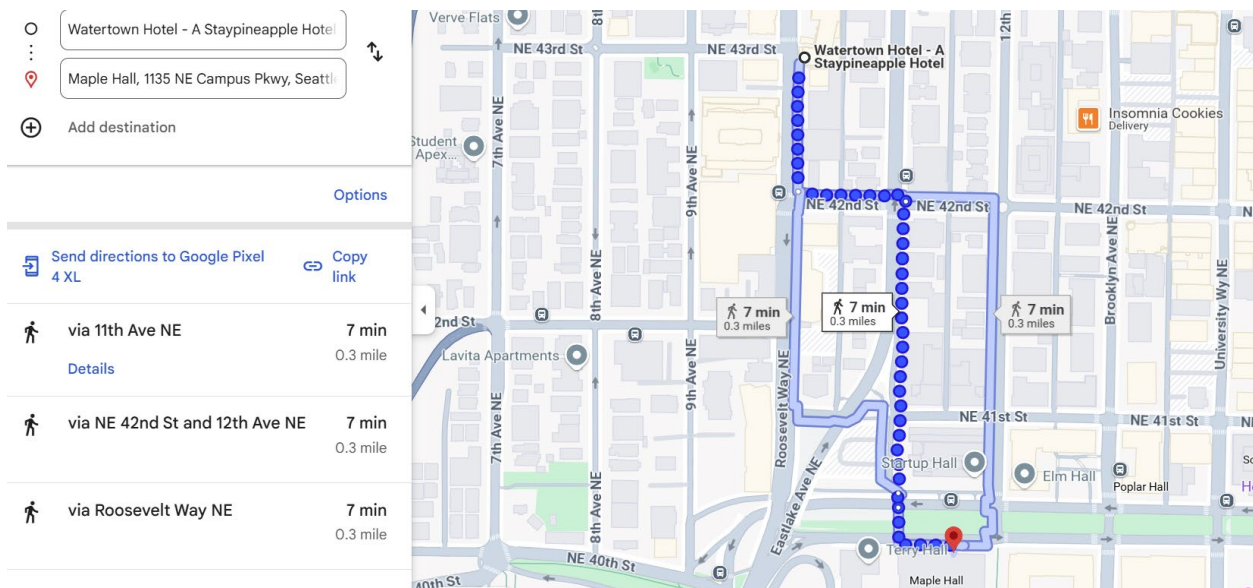 Watertown Hotel - A Staypineapple Hotel
Maple Hall, 1135 NE Campus Pkwy, Seattle
Add destination
Options
Send directions to Google Pixel
4 XL
Copy
link
via 11th Ave NE
7 min
0.3 mile
Details
via NE 42nd St and 12th Ave NE
7 min
0.3 mile
via Roosevelt Way NE
7 min
0.3 mile
Verve Flats
8th
12th
NE 43rd St
NE 43rd St
Watertown Hotel - A
Staypineapple Hotel
Insomnia Cookies
Delivery
Student
Apex...
7th Ave NE
9th Ave NE
NE 42nd St
NE 42nd St
NE 42nd St
Brooklyn Ave NE
University Wy NE
8th Ave NE
7 min
0.3 miles
7 min
0.3 miles
7 min
0.3 miles
2nd St
Lavita Apartments
Roosevelt Way NE
9th Ave NE
7th Ave NE
NE 41st St
NE 41st St
8th Ave NE
Eastlake Ave NE
Startup Hall
Elm Hall
Poplar Hall
Terry Hall
NE 40th St
40th St
Maple Hall